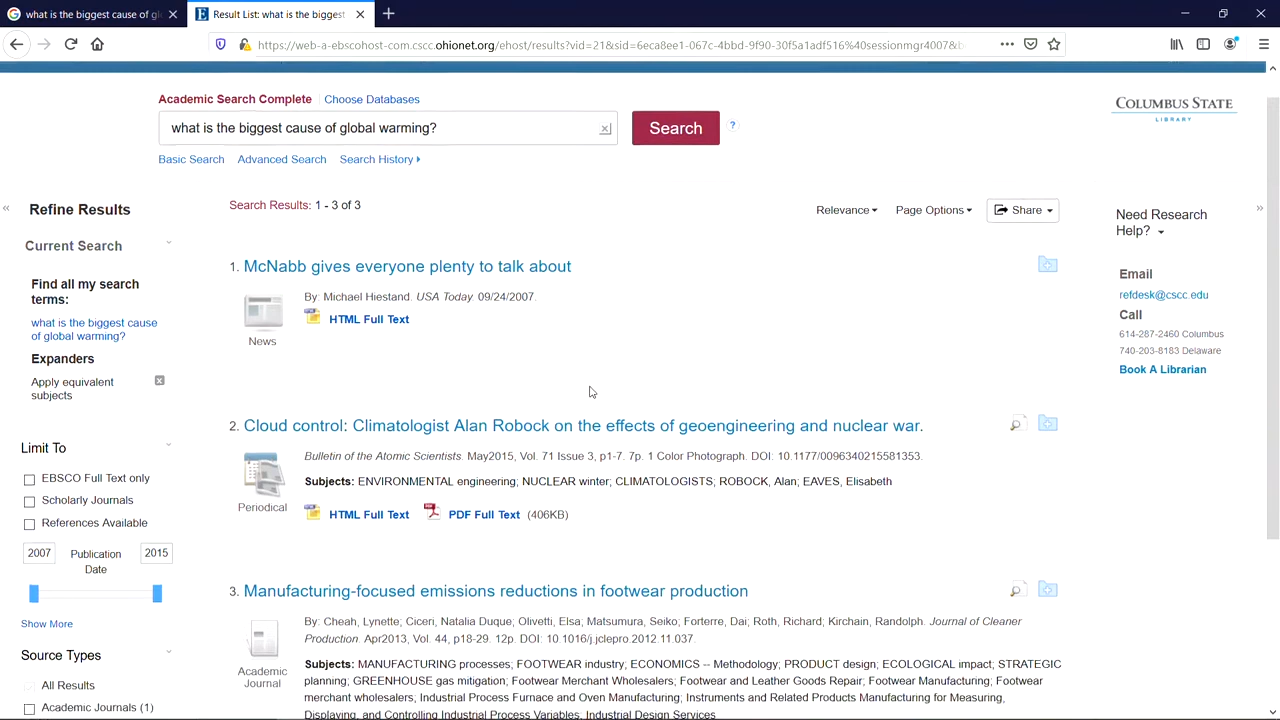 what is the biggest cause of gl
Result List: what is the biggest
https://web-a-ebscohost-com.cscc.ohionet.org/ehost/results?vid=21&sid=6eca8ee1-067c-4bbd-9f90-30f5a1adf516%40sessionmgr4007&b
Academic Search Complete
Choose Databases
what is the biggest cause of global warming?
Search
?
Basic Search
Advanced Search
Search History
COLUMBUS STATE
LIBRARY
Refine Results
Current Search
Find all my search
terms:
what is the biggest cause
of global warming?
Expanders
Apply equivalent
subjects
Limit To
EBSCO Full Text only
Scholarly Journals
References Available
2007
Publication
Date
2015
Show More
Source Types
All Results
Academic Journals (1)
Search Results: 1 - 3 of 3
Relevance
Page Options
Share
1. McNabb gives everyone plenty to talk about
By: Michael Hiestand. USA Today. 09/24/2007.
HTML Full Text
News
2. Cloud control: Climatologist Alan Robock on the effects of geoengineering and nuclear war.
Bulletin of the Atomic Scientists. May2015, Vol. 71 Issue 3, p1-7. 7p. 1 Color Photograph. DOI: 10.1177/0096340215581353.
Subjects: ENVIRONMENTAL engineering; NUCLEAR winter; CLIMATOLOGISTS; ROBOCK, Alan; EAVES, Elisabeth
Periodical
HTML Full Text
PDF Full Text (406KB)
3. Manufacturing-focused emissions reductions in footwear production
By: Cheah, Lynette; Ciceri, Natalia Duque; Olivetti, Elsa; Matsumura, Seiko; Forterre, Dai; Roth, Richard; Kirchain, Randolph. Journal of Cleaner
Production. Apr2013, Vol. 44, p18-29. 12p. DOI: 10.1016/j.jclepro.2012.11.037.
Academic
Journal
Subjects: MANUFACTURING processes; FOOTWEAR industry; ECONOMICS -- Methodology; PRODUCT design; ECOLOGICAL impact; STRATEGIC
PLANNING; GREENHOUSE gas mitigation; Footwear Merchant Wholesalers; Footwear and Leather Goods Repair; Footwear Manufacturing; Footwear
merchant wholesalers; Industrial Process Furnace and Oven Manufacturing; Instruments and Related Products Manufacturing for Measuring,
Displaying, and Controlling Industrial Process Variables, Industrial Design Services
Need Research
Help?
Email
refdesk@cscc.edu
Call
614-287-2460 Columbus
740-203-8183 Delaware
Book A Librarian